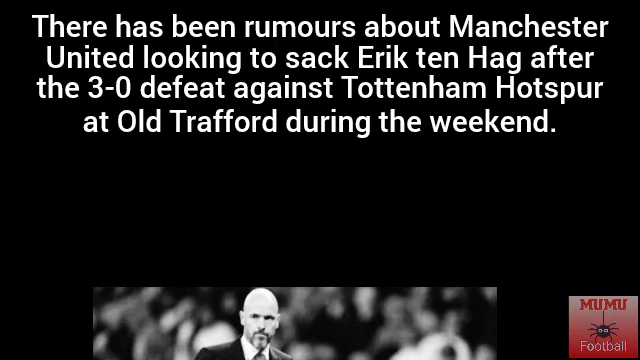 There has been rumours about Manchester
United looking to sack Erik ten Hag after
the 3-0 defeat against Tottenham Hotspur
at Old Trafford during the weekend.
MUMU
Football